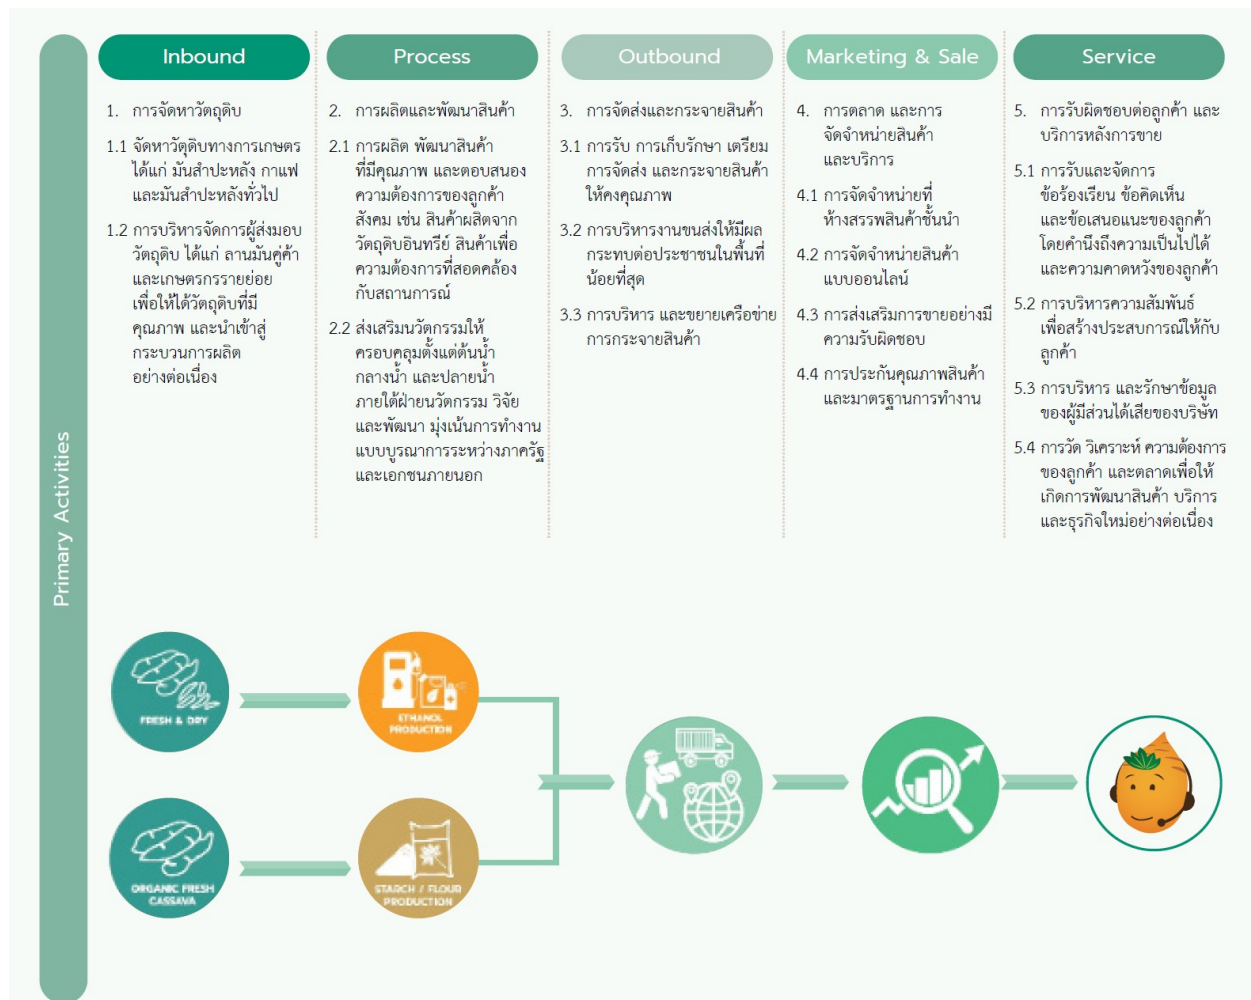 Primary Activities
Inbound
1. การจัดหาวัตถุดิบ
1.1 จัดหาวัตุดิบทางการเกษตร
ได้แก่ มันสำปะหลัง กาแฟ
และมันสำปะหลังทั่วไป
1.2 การบริหารจัดการผู้ส่งมอบ
วัตถุดิบ ได้แก่ ลานมันคู่ค้า
และเกษตรกรรายย่อย
เพื่อให้ได้วัตถุดิบที่มี
คุณภาพ และนำเข้าสู่
กระบวนการผลิต
อย่างต่อเนื่อง
Process
2. การผลิตและพัฒนาสินค้า
2.1 การผลิต พัฒนาสินค้า
ที่มีคุณภาพ และตอบสนอง
ความต้องการของลูกค้า
สังคม เช่น สินค้าผลิตจาก
วัตถุดิบอินทรีย์ สินค้าเพื่อ
ความต้องการที่สอดคล้อง
กับสถานการณ์
2.2 ส่งเสริมนวัตกรรมให้
ครอบคลุมตั้งแต่ต้นน้ำ
กลางน้ำ และปลายน้ำ
ภายใต้ฝ่ายนวัตกรรม วิจัย
และพัฒนา มุ่งเน้นการทำงาน
แบบบูรณาการระหว่างภาครัฐ
และเอกชนภายนอก
Outbound
3. การจัดส่งและกระจายสินค้า
3.1 การรับ การเก็บรักษา เตรียม
การจัดส่ง และกระจายสินค้า
ให้คงคุณภาพ
3.2 การบริหารงานขนส่งให้มีผล
กระทบต่อประชาชนในพื้นที่
น้อยที่สุด
3.3 การบริหาร และขยายเครือข่าย
การกระจายสินค้า
Marketing & Sale
4. การตลาด และการ
จัดจำหน่ายสินค้า
และบริการ
4.1 การจัดจำหน่ายที่
ห้างสรรพสินค้าชั้นนำ
4.2 การจัดจำหน่ายสินค้า
แบบออนไลน์
4.3 การส่งเสริมการขายอย่างมี
ความรับผิดชอบ
4.4 การประกันคุณภาพสินค้า
และมาตรฐานการทำงาน
Service
5. การรับผิดชอบต่อลูกค้า และ
บริการหลังการขาย
5.1 การรับและจัดการ
ข้อร้องเรียน ข้อคิดเห็น
และข้อเสนอแนะของลูกค้า
โดยคำนึงถึงความเป็นไปได้
และความคาดหวังของลูกค้า
5.2 การบริหารความสัมพันธ์
เพื่อสร้างประสบการณ์ให้กับ
ลูกค้า
5.3 การบริหาร และรักษาข้อมูล
ของผู้มีส่วนได้เสียของบริษัท
5.4 การวัด วิเคราะห์ ความต้องการ
ของลูกค้า และตลาดเพื่อให้
เกิดการพัฒนาสินค้า บริการ
และธุรกิจใหม่อย่างต่อเนื่อง
FRESH & DRY
ETHANOL
PRODUCTION
ORGANIC FRESH
CASSAVA
STARCH / FLOUR
PRODUCTION